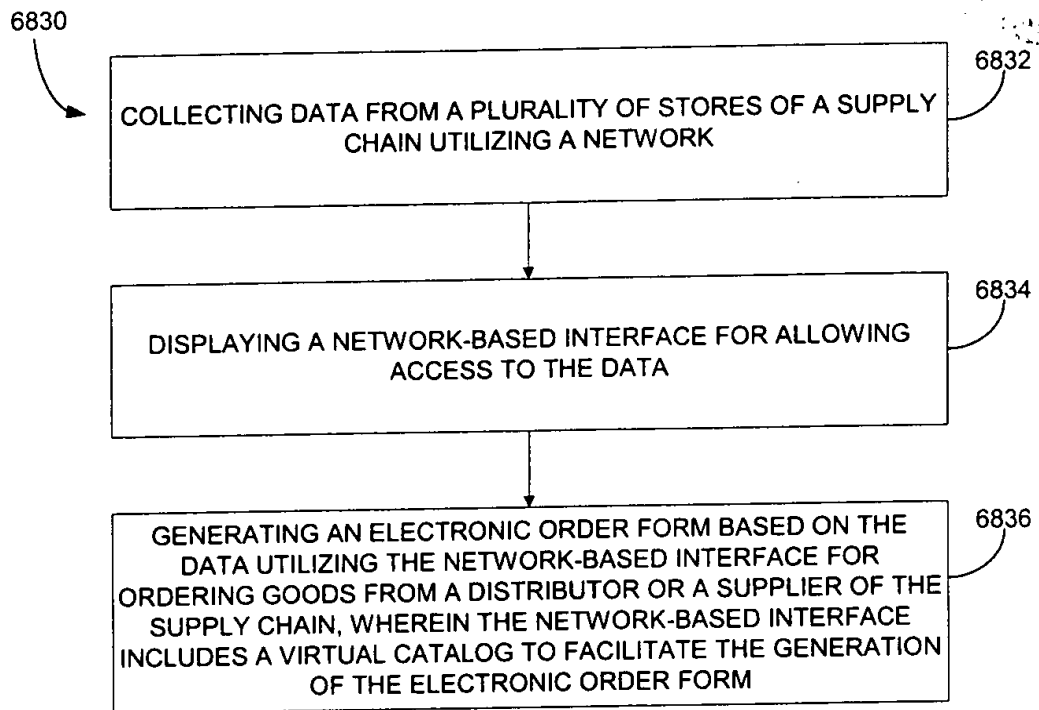 6830
6832
COLLECTING DATA FROM A PLURALITY OF STORES OF A SUPPLY
CHAIN UTILIZING A NETWORK
6834
DISPLAYING A NETWORK-BASED INTERFACE FOR ALLOWING
ACCESS TO THE DATA
6836
GENERATING AN ELECTRONIC ORDER FORM BASED ON THE
DATA UTILIZING THE NETWORK-BASED INTERFACE FOR
ORDERING GOODS FROM A DISTRIBUTOR OR A SUPPLIER OF THE
SUPPLY CHAIN, WHEREIN THE NETWORK-BASED INTERFACE
INCLUDES A VIRTUAL CATALOG TO FACILITATE THE GENERATION
OF THE ELECTRONIC ORDER FORM